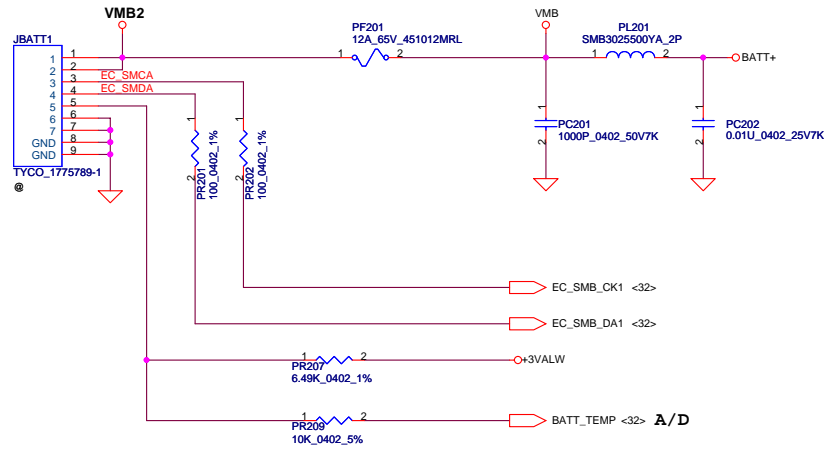 VMB2
VMB
PF201
12A_65V_451012MRL
PL201
SMB3025500YA_2P
JBATT1
1
2
3
4
5
6
7
GND
GND
1
2
3
4
5
6
7
8
9
EC_SMCA
EC_SMDA
1
2
1
2
BATT+
TYCO_1775789-1
@
1
2
PR201
100_0402_1%
1
2
PR202
100_0402_1%
1
2
PC201
1000P_0402_50V7K
1
2
PC202
0.01U_0402_25V7K
EC_SMB_CK1 <32>
EC_SMB_DA1 <32>
1
2
PR207
6.49K_0402_1%
+3VALW
1
2
PR209
10K_0402_5%
BATT_TEMP <32> A/D